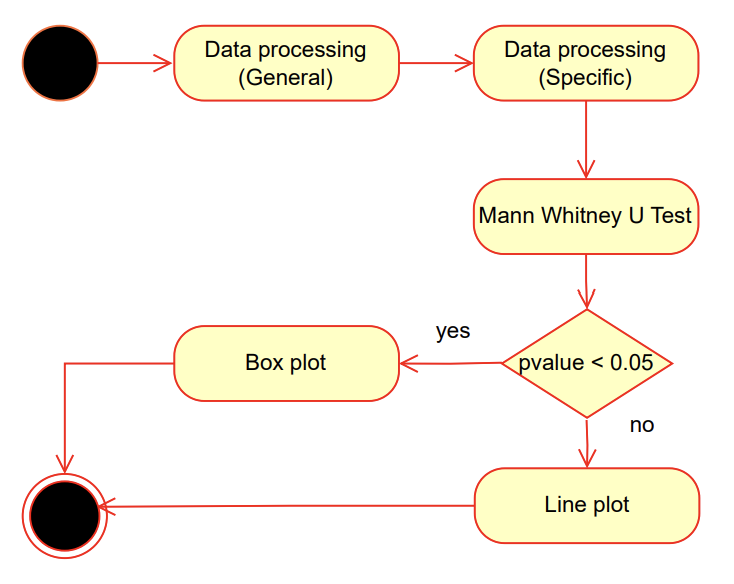 Data processing
(General)
Data processing
(Specific)
Mann Whitney U Test
yes
Box plot
pvalue < 0.05
no
Line plot